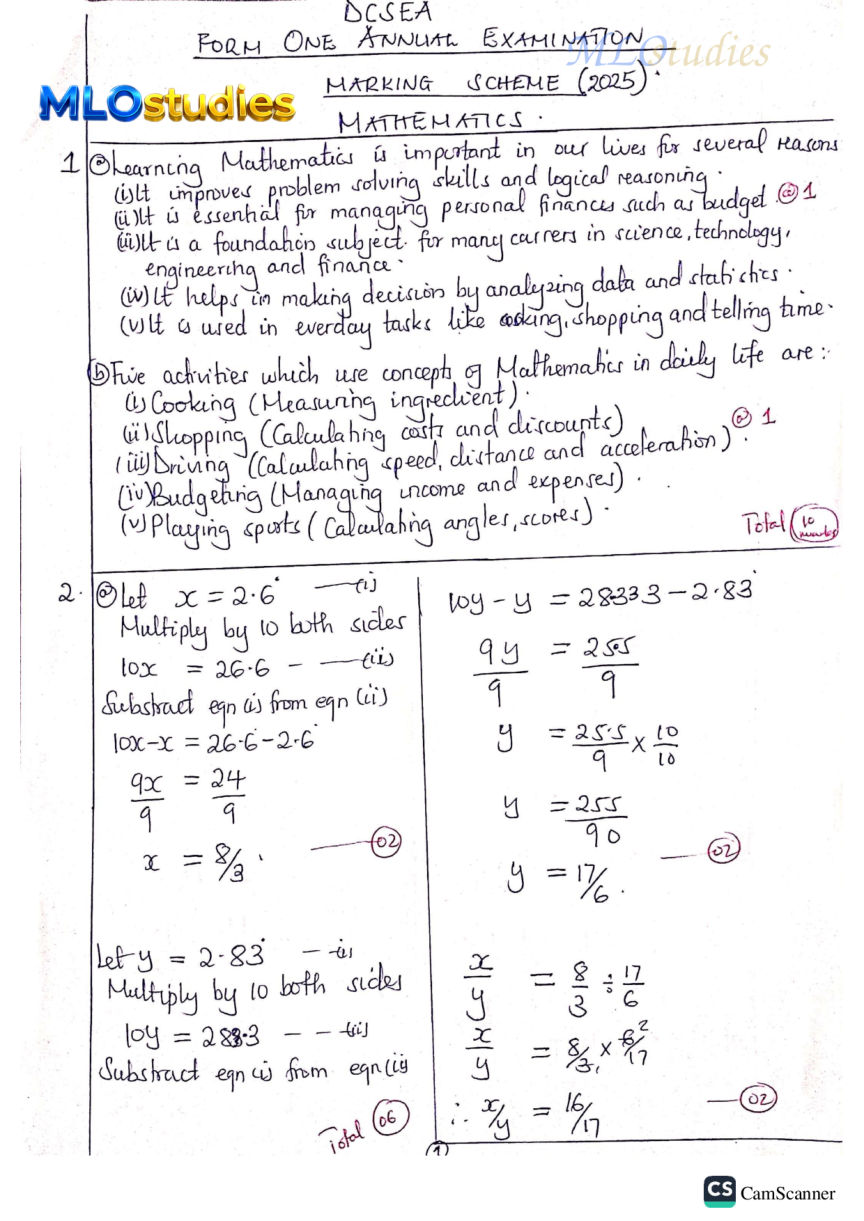 DCSEA
FORM ONE ANNUAL EXAMINATION
MLOstudies
MARKING SCHEME (2025).
MLOstudies
MATHEMATICS.
1 (a) Learning Mathematics is important in our lives for several reasons
(i) It improves problem solving skills and logical reasoning.
(ii) It is essential for managing personal finances such as budget. @ 1
(iii) It is a foundation subject for many carrers in science, technology,
engineering and finance.
(iv) It helps in making decision by analyzing data and statistics.
(v) It is used in everday tasks like cooking, shopping and telling time.
(b) Five activities which use concept of Mathematics in daily life are:
(i) Cooking (Measuring ingredient).
(ii) Shopping (Calculating costs and discounts) @ 1
(iii) Driving (Calculating speed, distance and acceleration).
(iv) Budgeting (Managing income and expenses).
(v) Playing sports (Calculating angles, scores).
Total 10 marks
2. (a) Let x = 2.6̇ — (i)
Multiply by 10 both sides
10x = 26.6 - — (ii)
Substract eqn (i) from eqn (ii)
10x-x = 26.6-2.6̇
9x/9 = 24/9
x = 8/3. — 02
Let y = 2.83̇ — (i)
Multiply by 10 both sides
10y = 283.3 - - (ii)
Substract eqn (i) from eqn (ii)
Total 06
10y - y = 28.333 - 2.83̇
9y/9 = 25.5/9
y = 25.5/9 × 10/10
y = 255/90
y = 17/6. — 02
x/y = 8/3 ÷ 17/6
x/y = 8/3₁ × 6²/17
∴ x/y = 16/17 — 02
(1)
CS CamScanner